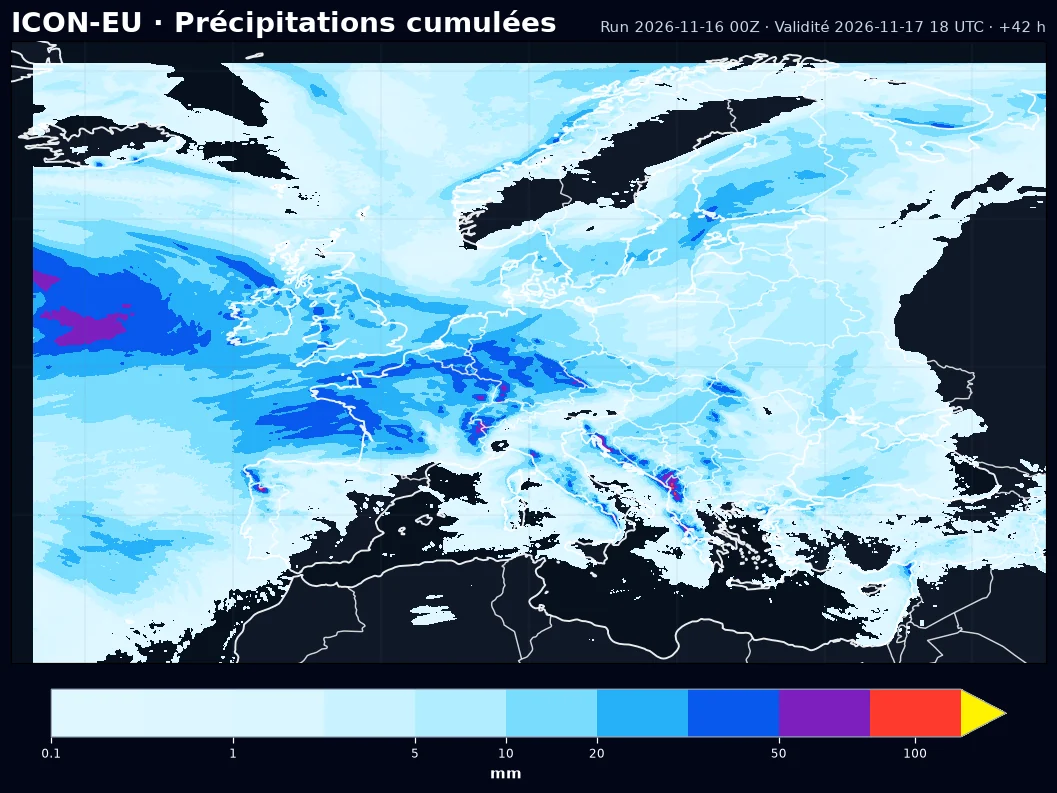 ICON-EU · Précipitations cumulées
Run 2026-11-16 00Z · Validité 2026-11-17 18 UTC · +42 h
0.1 1 5 10 20 50 100
mm